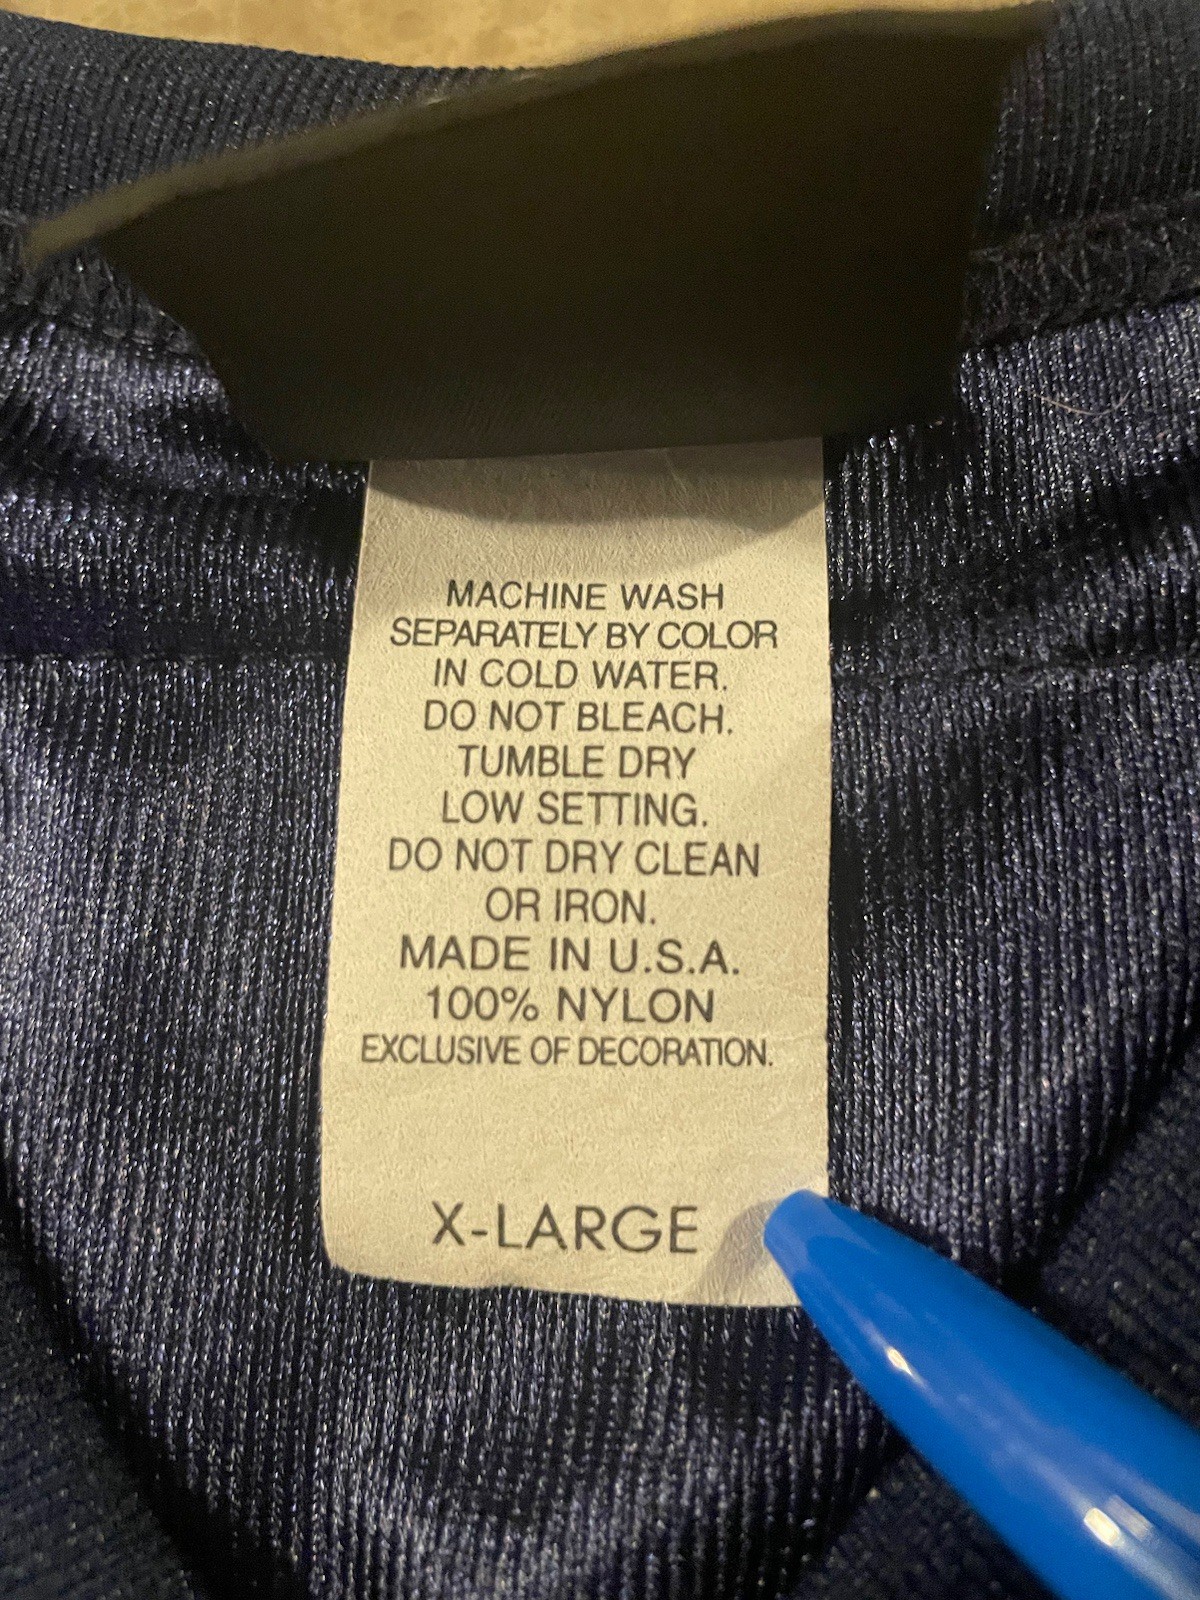 MACHINE WASH
SEPARATELY BY COLOR
IN COLD WATER.
DO NOT BLEACH.
TUMBLE DRY
LOW SETTING.
DO NOT DRY CLEAN
OR IRON.
MADE IN U.S.A.
100% NYLON
EXCLUSIVE OF DECORATION.
X-LARGE